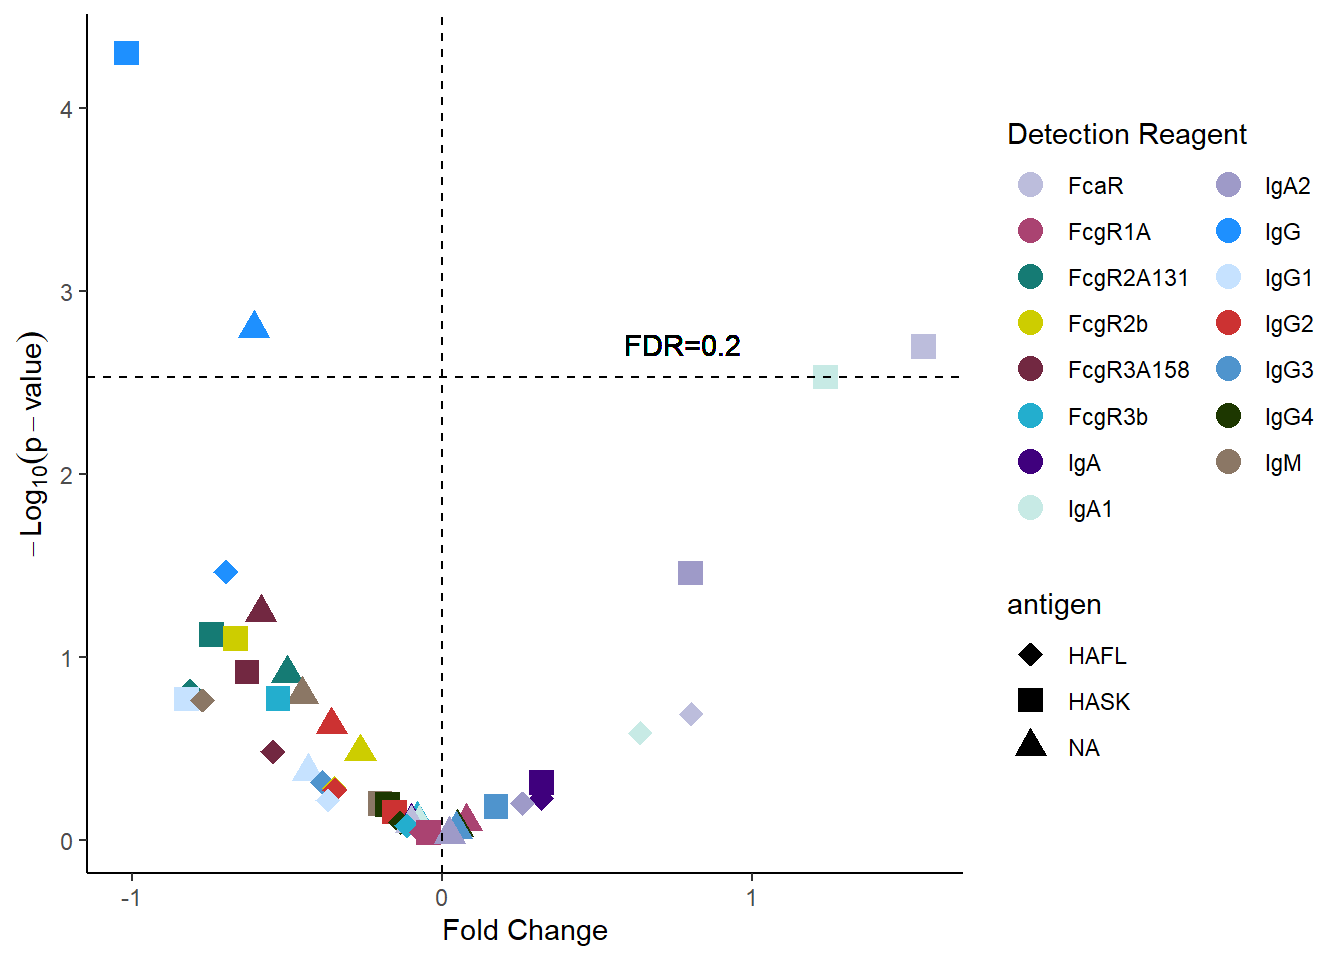 4
3
2
1
0
−Log10(p−value)
FDR=0.2
-1
0
1
Fold Change
Detection Reagent
FcaR
FcgR1A
FcgR2A131
FcgR2b
FcgR3A158
FcgR3b
IgA
IgA1
IgA2
IgG
IgG1
IgG2
IgG3
IgG4
IgM
antigen
HAFL
HASK
NA